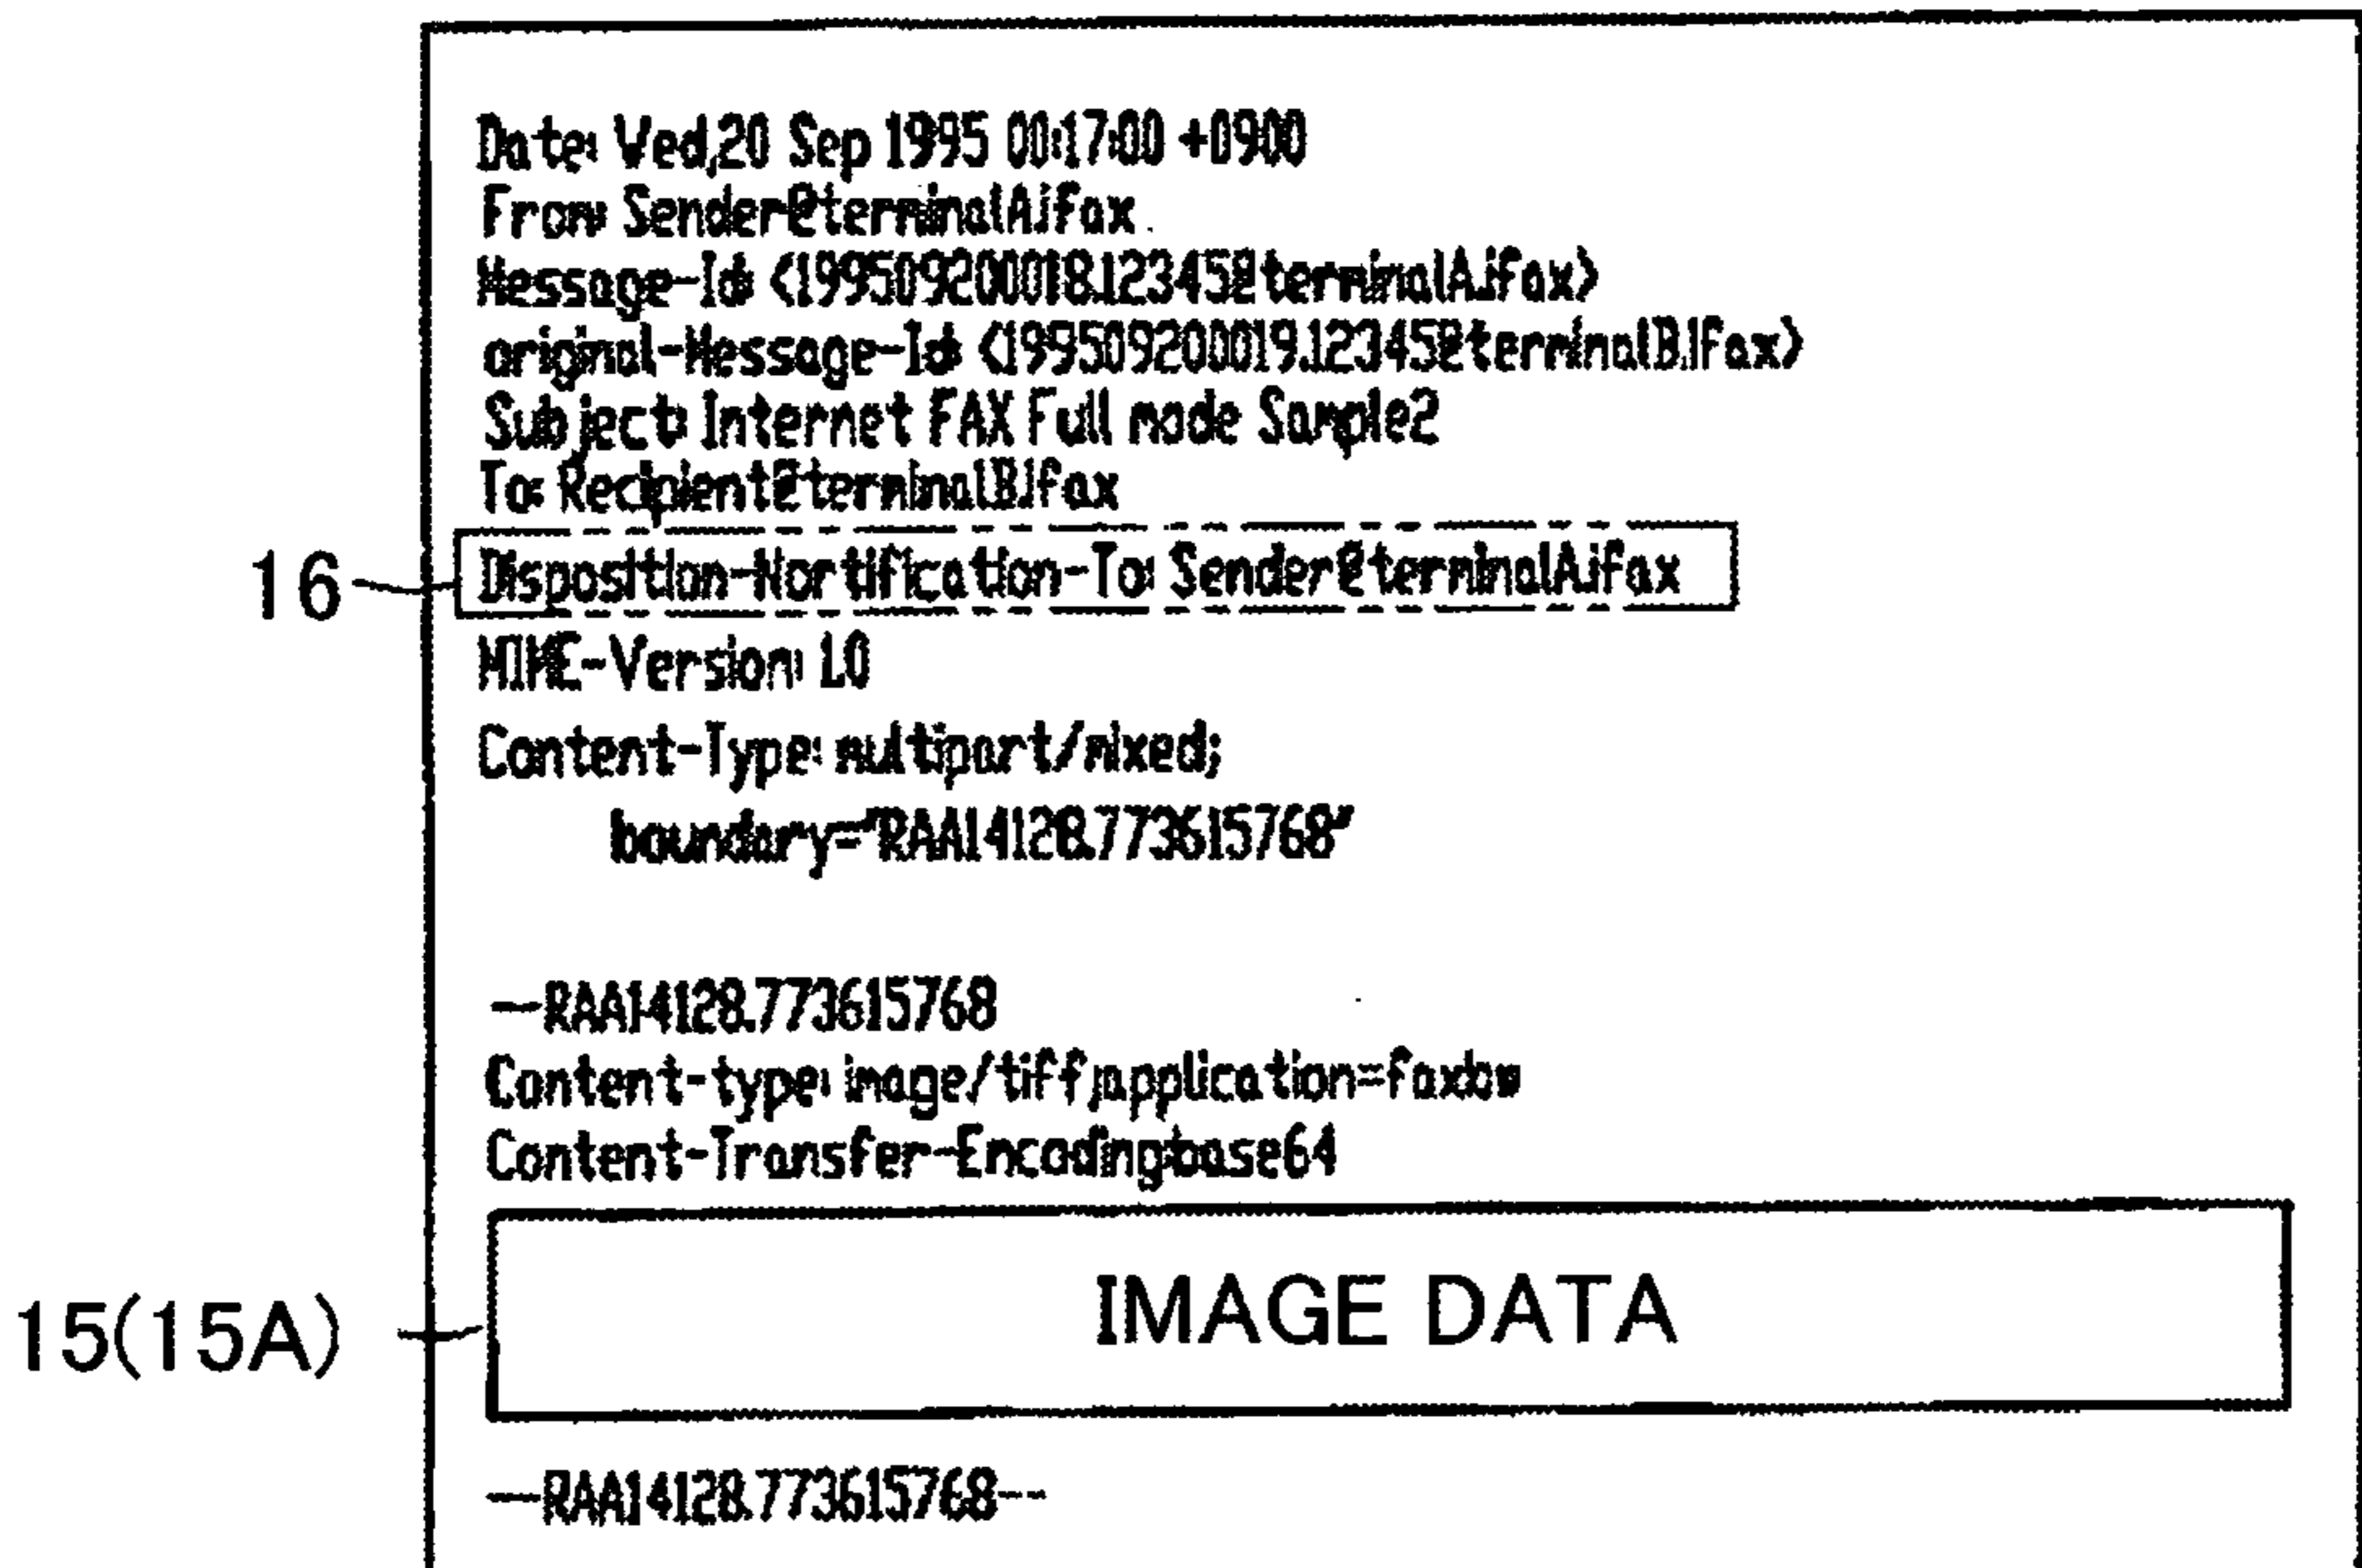 Date: Wed,20 Sep 1995 00:17:00 +0900
From: Sender@terminalA.ifax
Message-Id: <199509200018.12345@terminalA.ifax>
original-Message-Id: <199509200019.12345@terminalB.ifax>
Subject: Internet FAX Full mode Sample2
To: Recipient@terminalB.ifax
16
Disposition-Nortification-To: Sender@terminalA.ifax
MIME-Version: 1.0
Content-Type: multipart/mixed;
boundary="RAA14128.773615768"
--RAA14128.773615768
Content-type: image/tiff;application=faxbw
Content-Transfer-Encoding:base64
15(15A)
IMAGE DATA
--RAA14128.773615768--